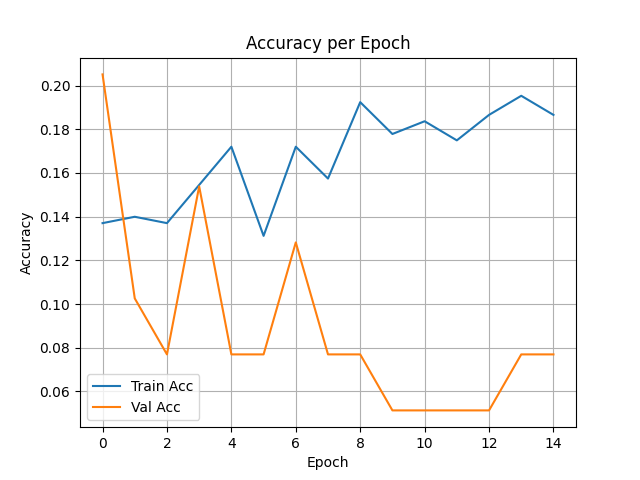 Accuracy per Epoch
0.20
0.18
0.16
0.14
0.12
0.10
0.08
0.06
Accuracy
Train Acc
Val Acc
0 2 4 6 8 10 12 14
Epoch